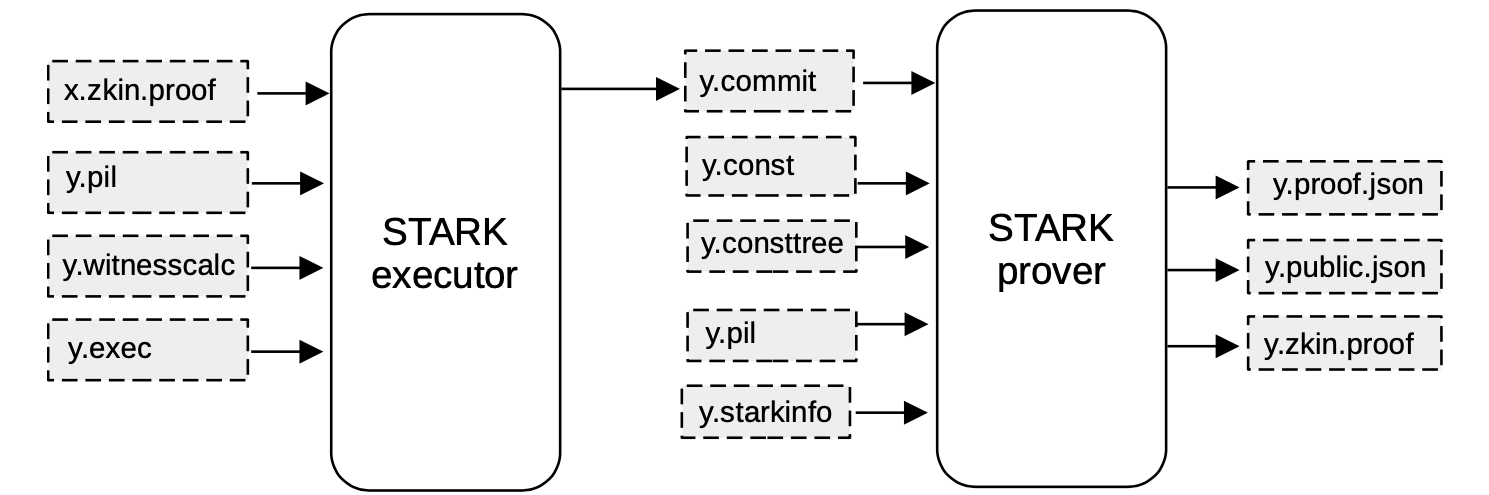 x.zkin.proof
y.pil
y.witnesscalc
y.exec
STARK
executor
y.commit
y.const
y.consttree
y.pil
y.starkinfo
STARK
prover
y.proof.json
y.public.json
y.zkin.proof